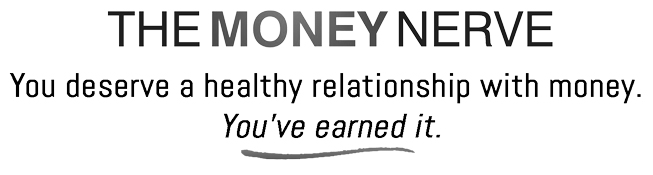 THE MONEY NERVE
You deserve a healthy relationship with money.
You've earned it.